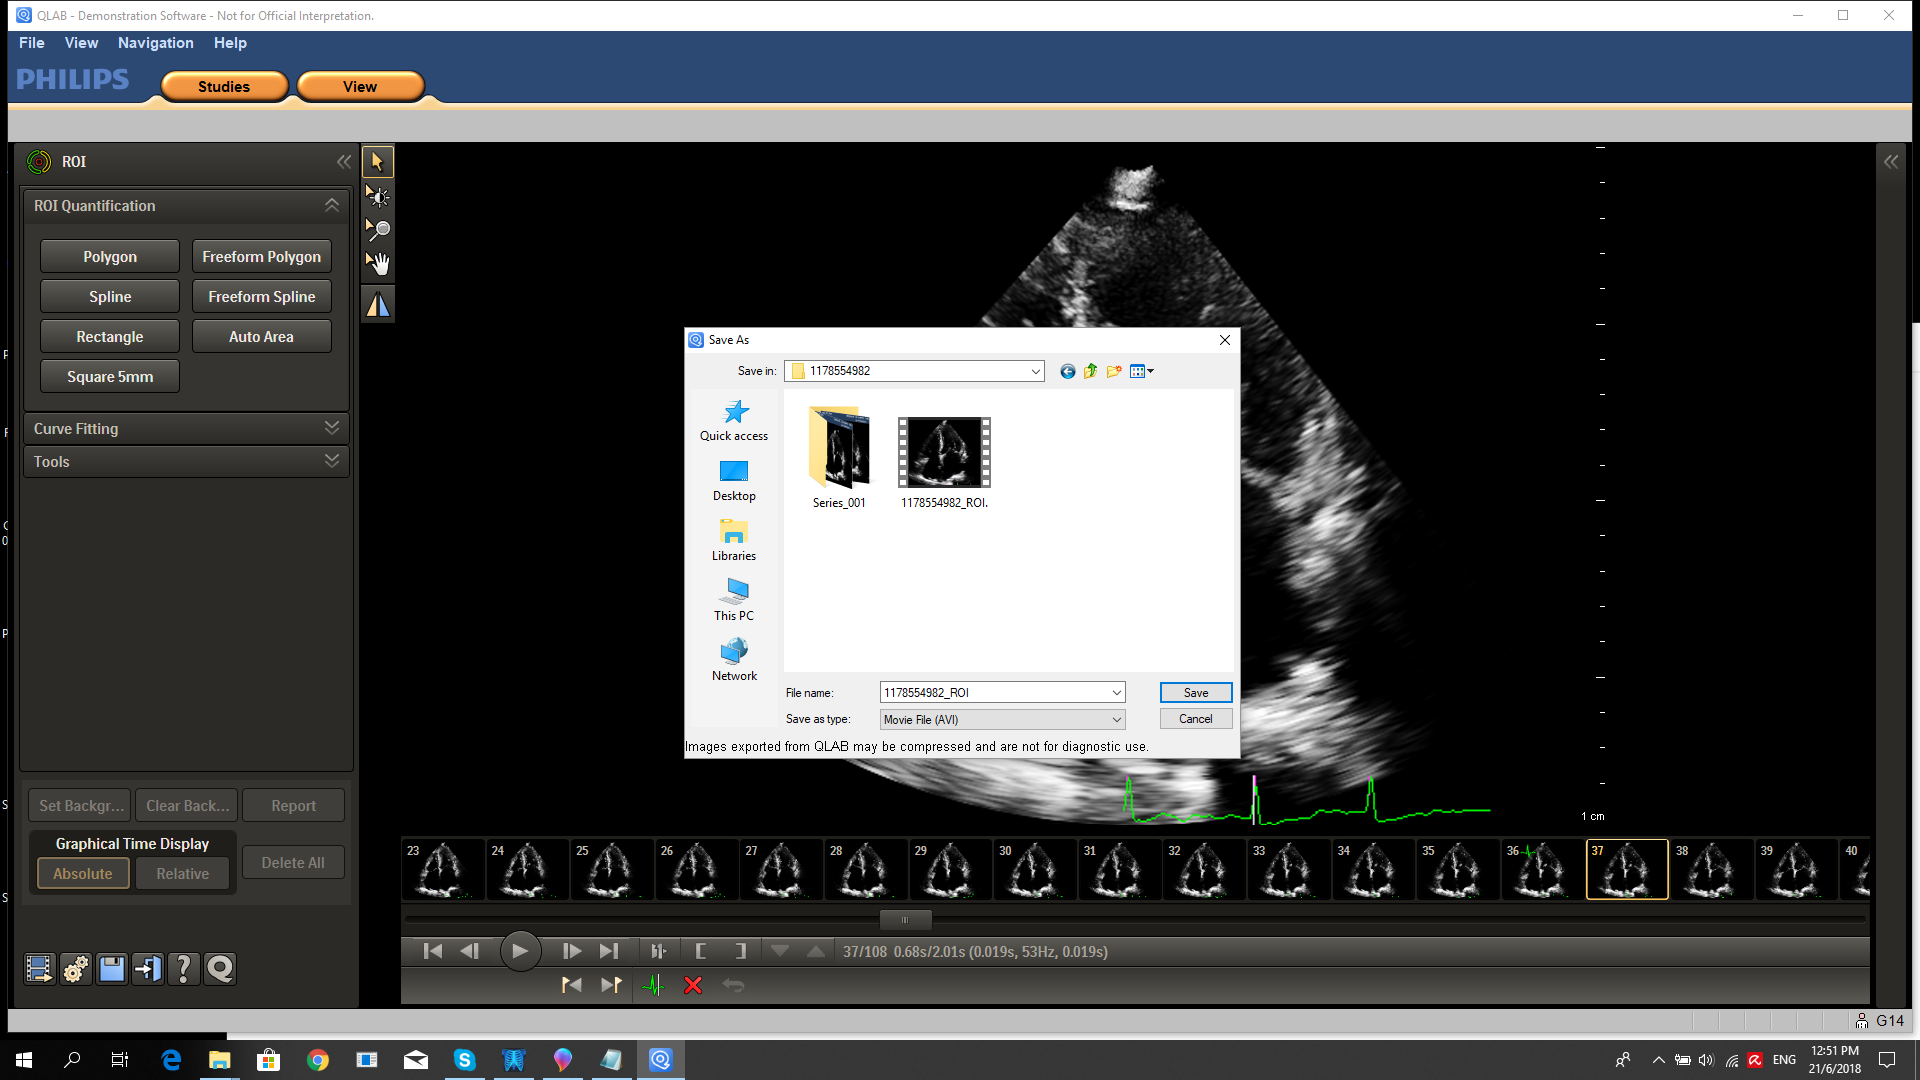 QLAB - Demonstration Software - Not for Official Interpretation.
File View Navigation Help
PHILIPS Studies View
ROI
ROI Quantification
Polygon Freeform Polygon
Spline Freeform Spline
Rectangle Auto Area
Square 5mm
Curve Fitting
Tools
Set Backgr... Clear Back... Report
Graphical Time Display
Absolute Relative Delete All
Save As
Save in: 1178554982
Quick access
Desktop
Libraries
This PC
Network
Series_001 1178554982_ROI.
File name: 1178554982_ROI Save
Save as type: Movie File (AVI) Cancel
Images exported from QLAB may be compressed and are not for diagnostic use.
1 cm
23 24 25 26 27 28 29 30 31 32 33 34 35 36 37 38 39 40
37/108 0.68s/2.01s (0.019s, 53Hz, 0.019s)
G14
ENG 12:51 PM
21/6/2018